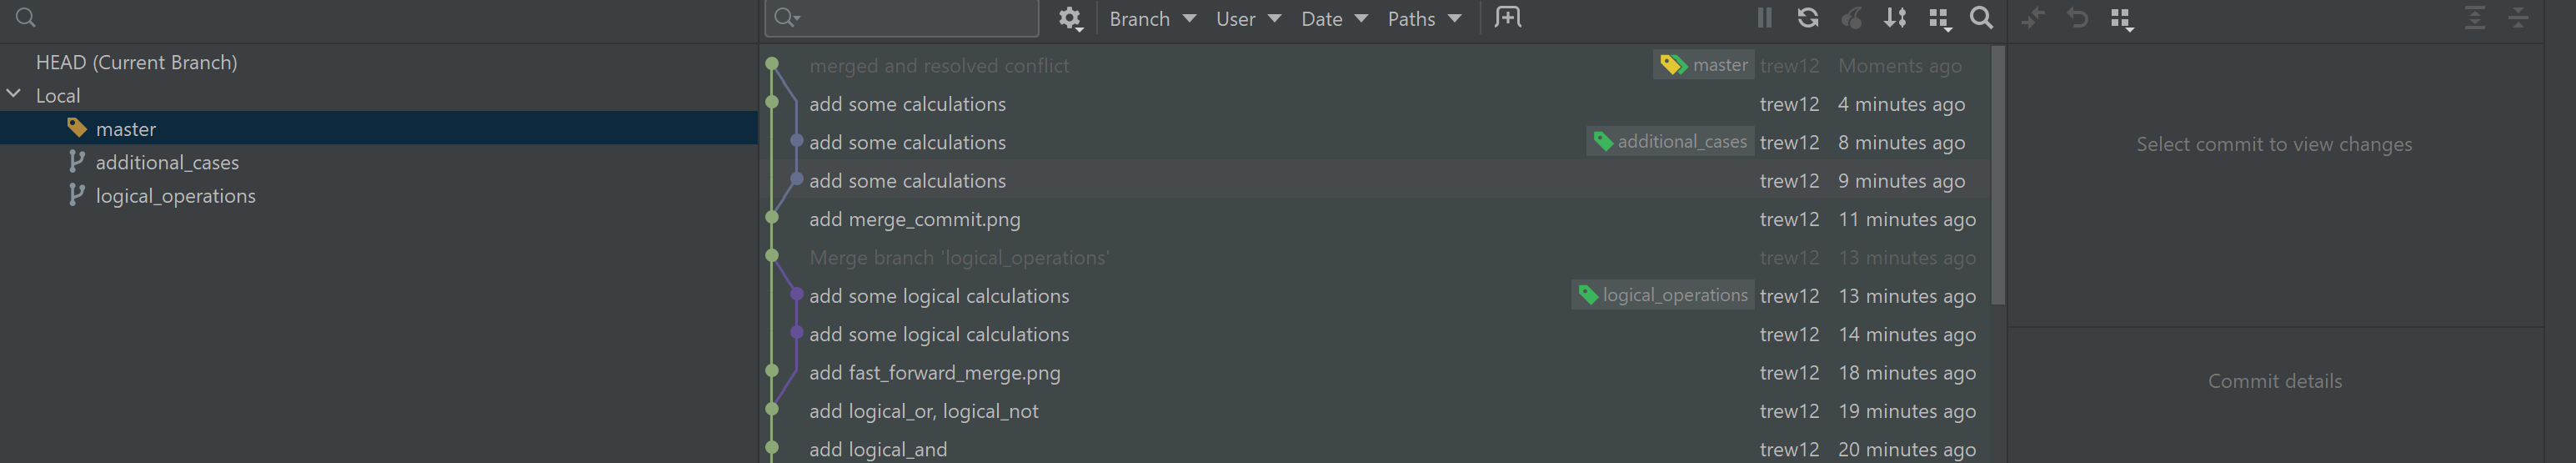 Branch User Date Paths
HEAD (Current Branch)
Local
master
additional_cases
logical_operations
merged and resolved conflict master trew12 Moments ago
add some calculations trew12 4 minutes ago
add some calculations additional_cases trew12 8 minutes ago
add some calculations trew12 9 minutes ago
add merge_commit.png trew12 11 minutes ago
Merge branch 'logical_operations' trew12 13 minutes ago
add some logical calculations logical_operations trew12 13 minutes ago
add some logical calculations trew12 14 minutes ago
add fast_forward_merge.png trew12 18 minutes ago
add logical_or, logical_not trew12 19 minutes ago
add logical_and trew12 20 minutes ago
Select commit to view changes
Commit details